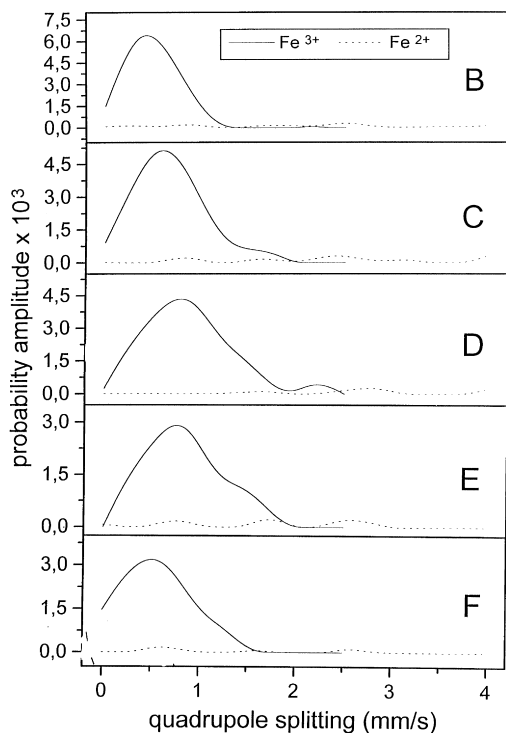 probability amplitude x 10³
Fe ³⁺ Fe ²⁺
7,5
6,0
4,5
3,0
1,5
0,0
B
4,5
3,0
1,5
0,0
C
4,5
3,0
1,5
0,0
D
3,0
1,5
0,0
E
3,0
1,5
0,0
F
0 1 2 3 4
quadrupole splitting (mm/s)